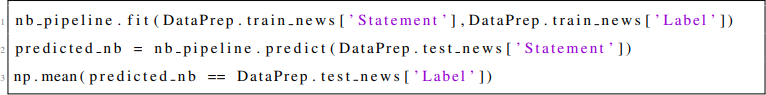 1 nb_pipeline.fit(DataPrep.train_news['Statement'],DataPrep.train_news['Label'])
2 predicted_nb = nb_pipeline.predict(DataPrep.test_news['Statement'])
3 np.mean(predicted_nb == DataPrep.test_news['Label'])